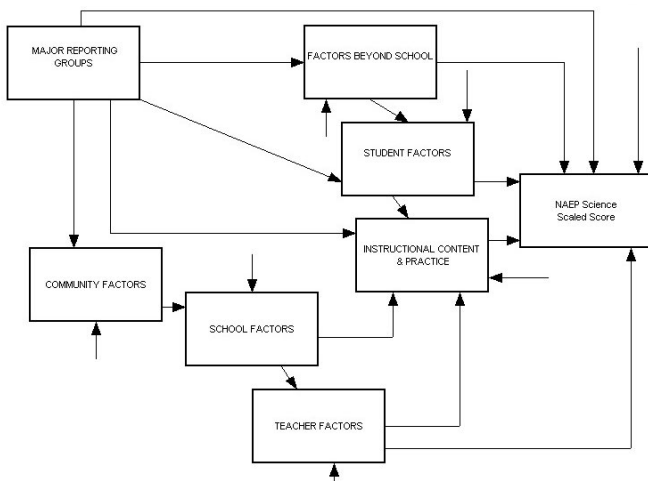 MAJOR REPORTING
GROUPS
FACTORS BEYOND SCHOOL
STUDENT FACTORS
NAEP Science
Scaled Score
INSTRUCTIONAL CONTENT
& PRACTICE
COMMUNITY FACTORS
SCHOOL FACTORS
TEACHER FACTORS